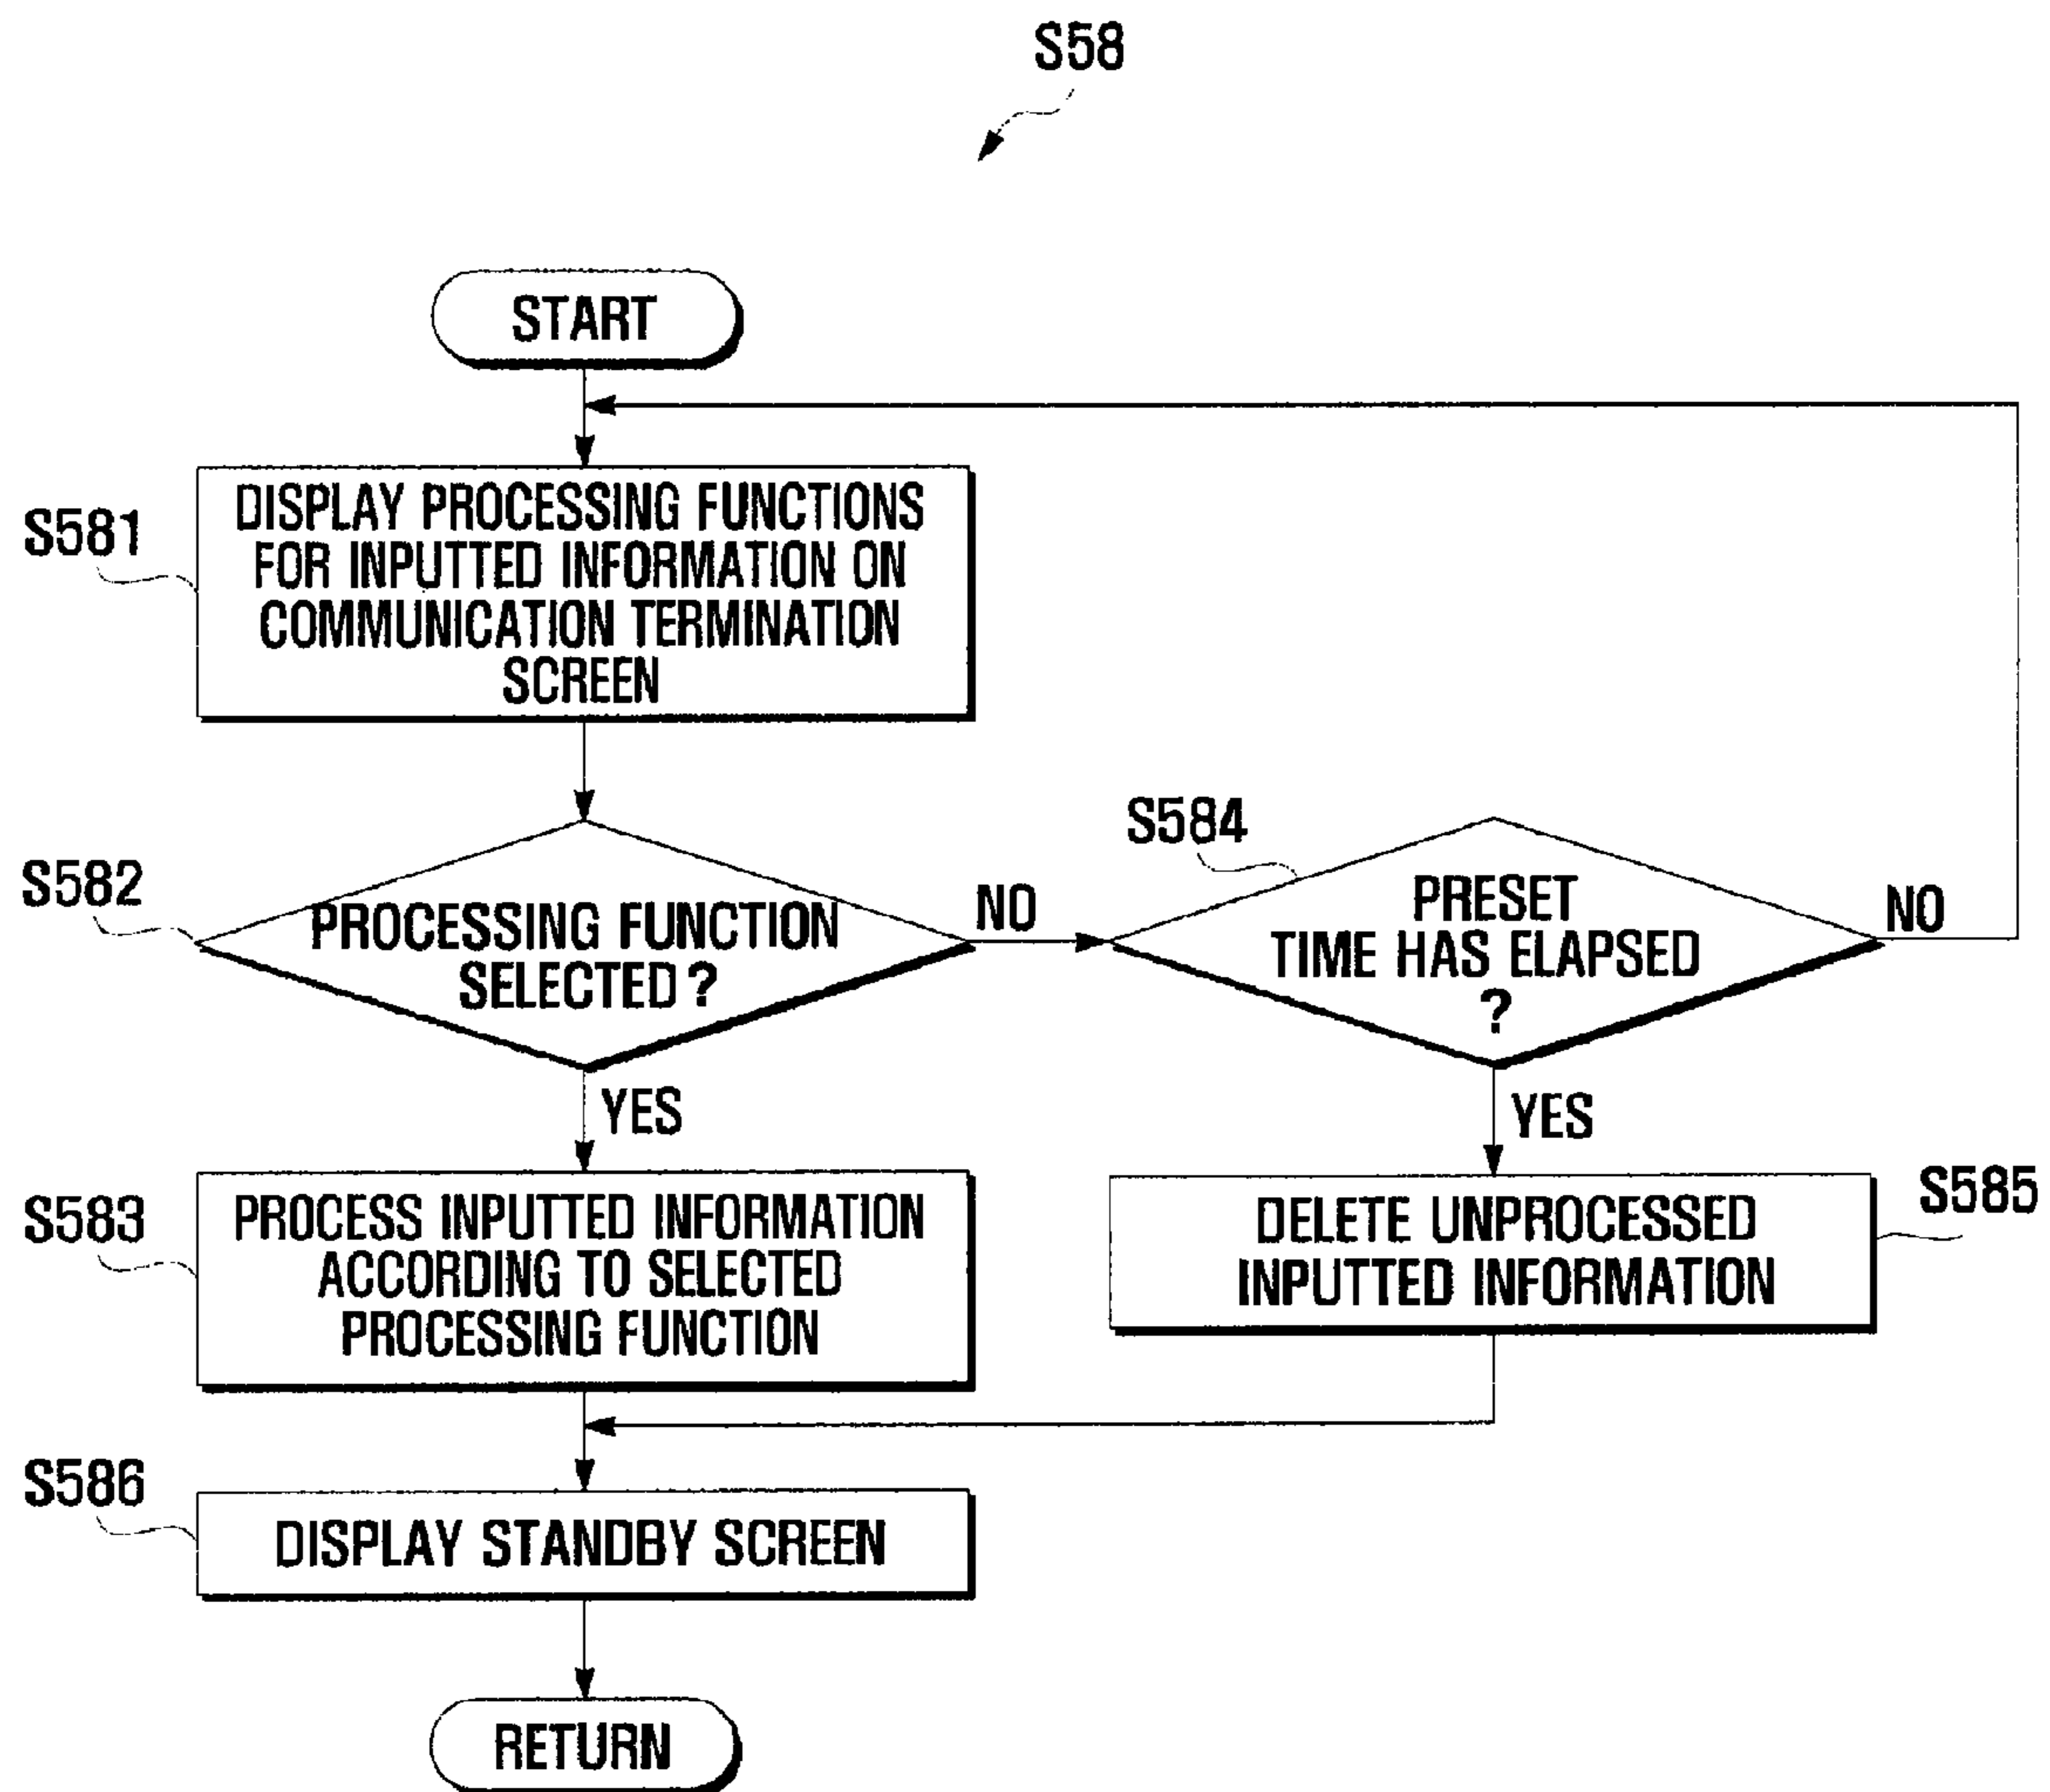 S58
START
S581
DISPLAY PROCESSING FUNCTIONS
FOR INPUTTED INFORMATION ON
COMMUNICATION TERMINATION
SCREEN
S582
PROCESSING FUNCTION
SELECTED ?
NO
S584
PRESET
TIME HAS ELAPSED
?
NO
YES
YES
S583
PROCESS INPUTTED INFORMATION
ACCORDING TO SELECTED
PROCESSING FUNCTION
DELETE UNPROCESSED
INPUTTED INFORMATION
S585
S586
DISPLAY STANDBY SCREEN
RETURN